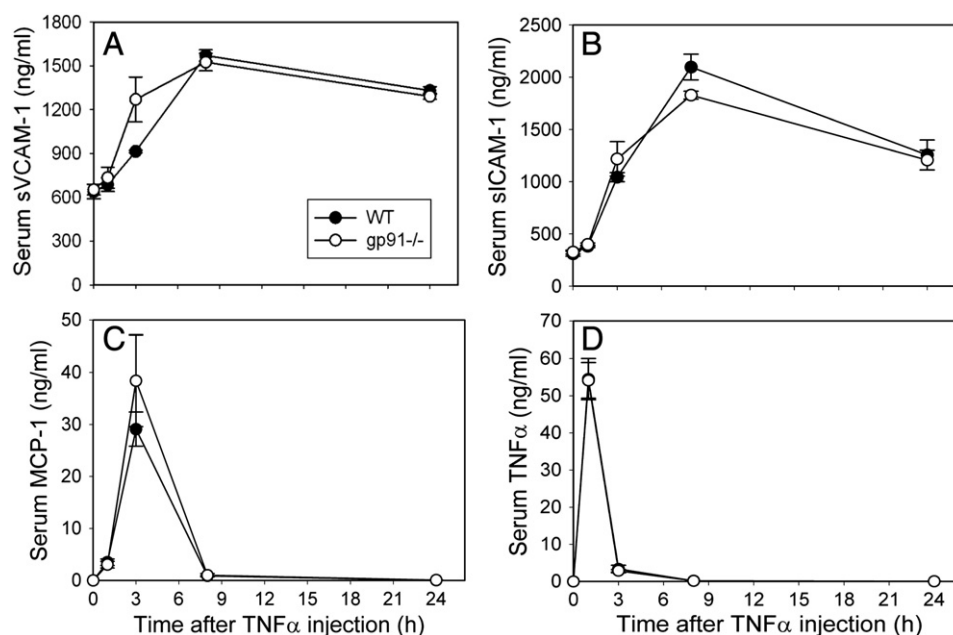 A
Serum sVCAM-1 (ng/ml)
1800
1500
1200
900
600
300
0
WT
gp91-/-
B
Serum sICAM-1 (ng/ml)
2500
2000
1500
1000
500
0
C
Serum MCP-1 (ng/ml)
50
40
30
20
10
0
0 3 6 9 12 15 18 21 24
Time after TNFα injection (h)
D
Serum TNFα (ng/ml)
70
60
50
40
30
20
10
0
0 3 6 9 12 15 18 21 24
Time after TNFα injection (h)